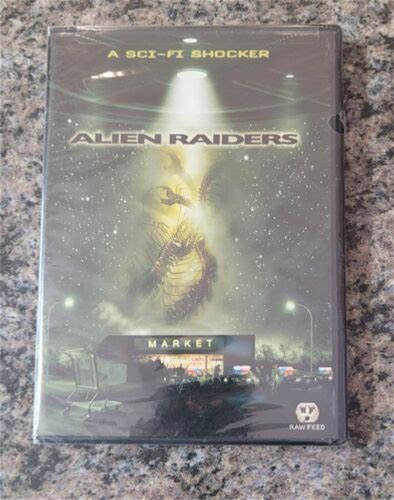 A SCI-FI SHOCKER
ALIEN RAIDERS
MARKET
RAW FEED